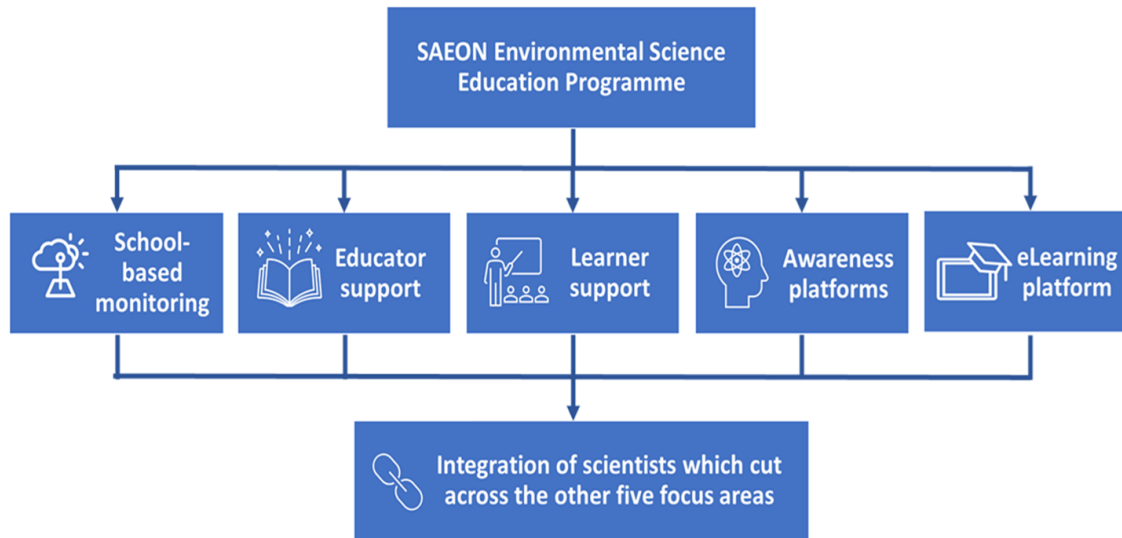 SAEON Environmental Science
Education Programme
School-
based
monitoring
Educator
support
Learner
support
Awareness
platforms
eLearning
platform
Integration of scientists which cut
across the other five focus areas